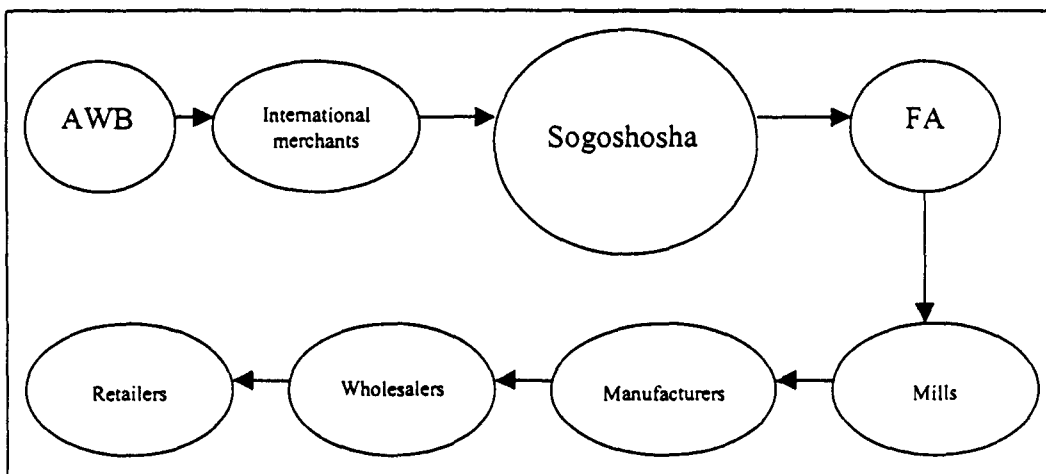 AWB
International
merchants
Sogoshosha
FA
Mills
Manufacturers
Wholesalers
Retailers